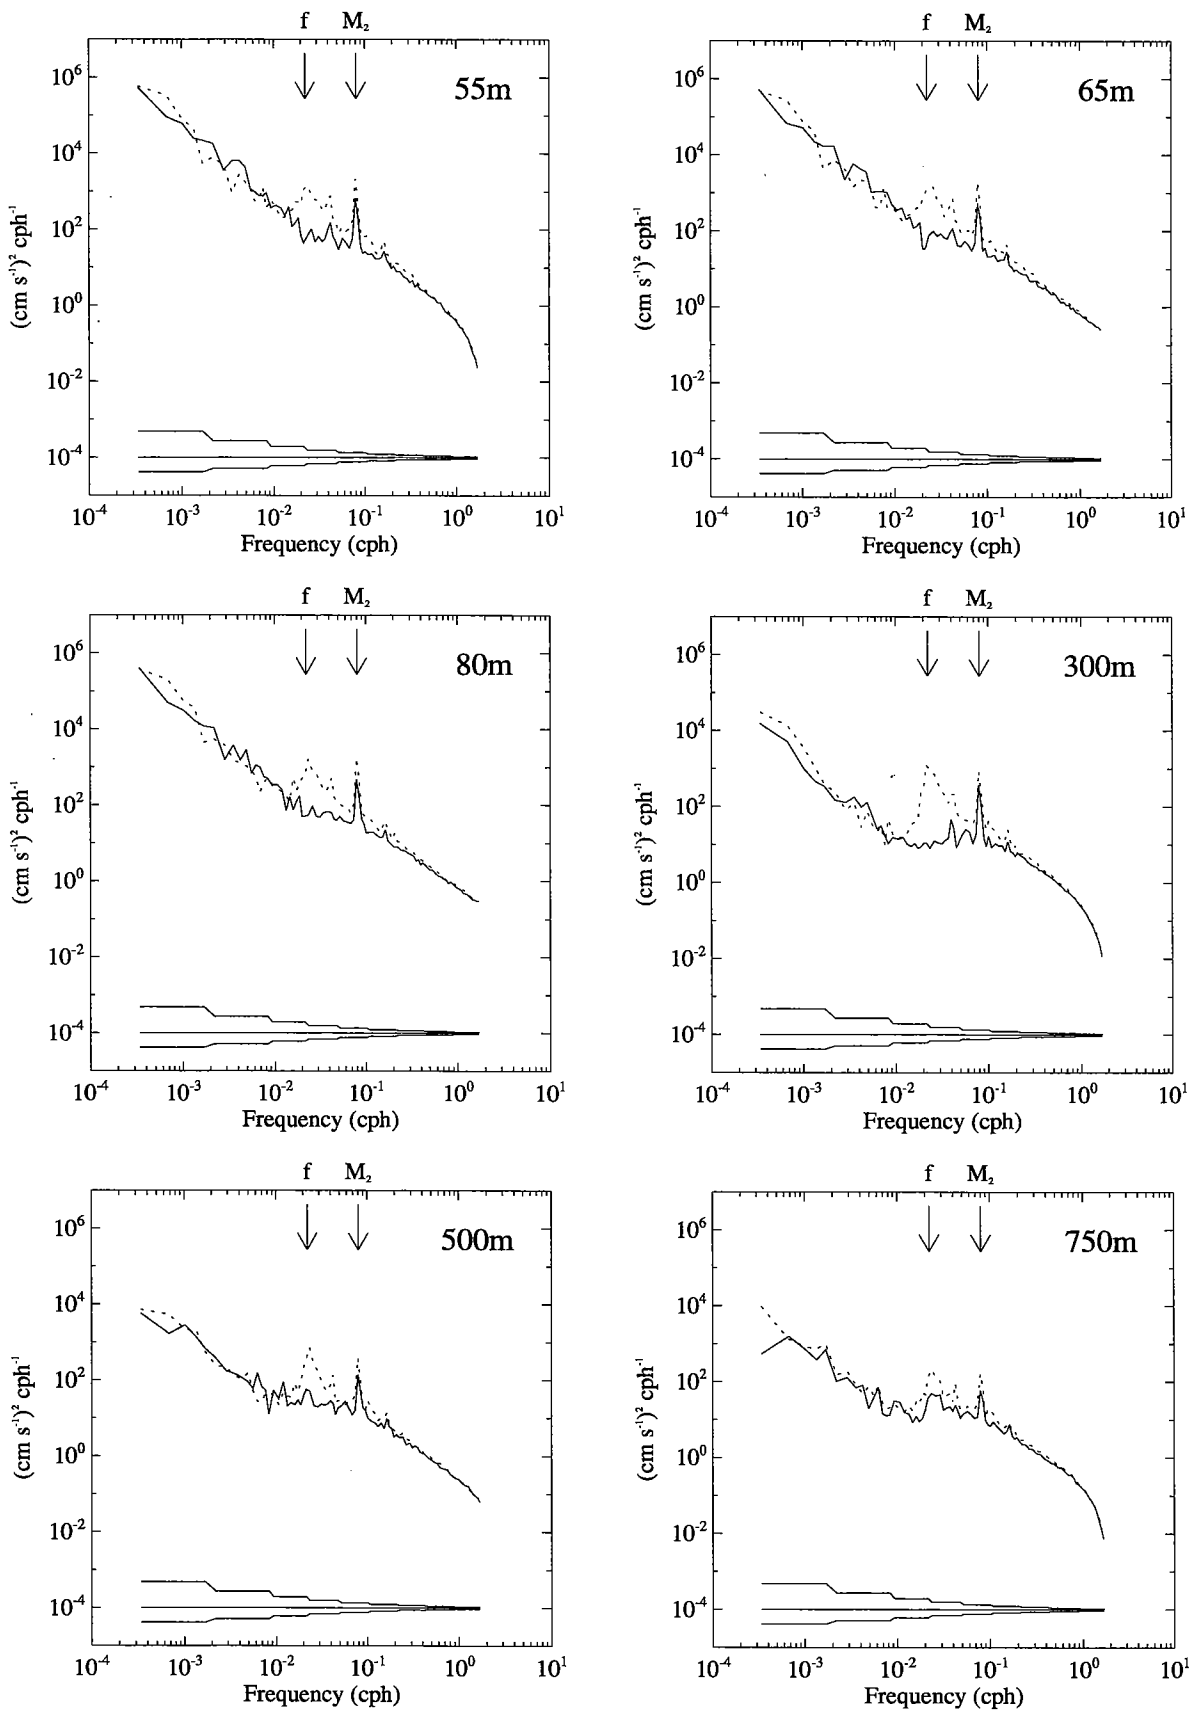 f M₂ f M₂
55m 65m
10⁶ 10⁶
10⁴ 10⁴
10² 10²
10⁰ 10⁰
10⁻² 10⁻²
10⁻⁴ 10⁻⁴
(cm s⁻¹)² cph⁻¹ (cm s⁻¹)² cph⁻¹
10⁻⁴ 10⁻³ 10⁻² 10⁻¹ 10⁰ 10¹ 10⁻⁴ 10⁻³ 10⁻² 10⁻¹ 10⁰ 10¹
Frequency (cph) Frequency (cph)
f M₂ f M₂
80m 300m
10⁶ 10⁶
10⁴ 10⁴
10² 10²
10⁰ 10⁰
10⁻² 10⁻²
10⁻⁴ 10⁻⁴
(cm s⁻¹)² cph⁻¹ (cm s⁻¹)² cph⁻¹
10⁻⁴ 10⁻³ 10⁻² 10⁻¹ 10⁰ 10¹ 10⁻⁴ 10⁻³ 10⁻² 10⁻¹ 10⁰ 10¹
Frequency (cph) Frequency (cph)
f M₂ f M₂
500m 750m
10⁶ 10⁶
10⁴ 10⁴
10² 10²
10⁰ 10⁰
10⁻² 10⁻²
10⁻⁴ 10⁻⁴
(cm s⁻¹)² cph⁻¹ (cm s⁻¹)² cph⁻¹
10⁻⁴ 10⁻³ 10⁻² 10⁻¹ 10⁰ 10¹ 10⁻⁴ 10⁻³ 10⁻² 10⁻¹ 10⁰ 10¹
Frequency (cph) Frequency (cph)